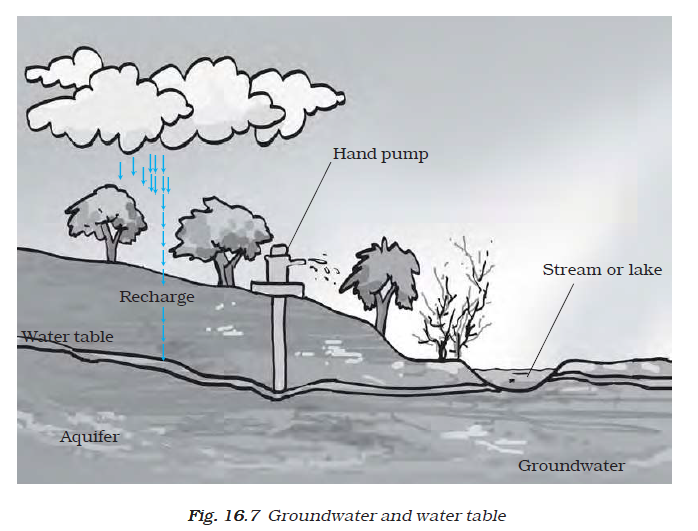 Hand pump
Stream or lake
Recharge
Water table
Aquifer
Groundwater
Fig. 16.7 Groundwater and water table